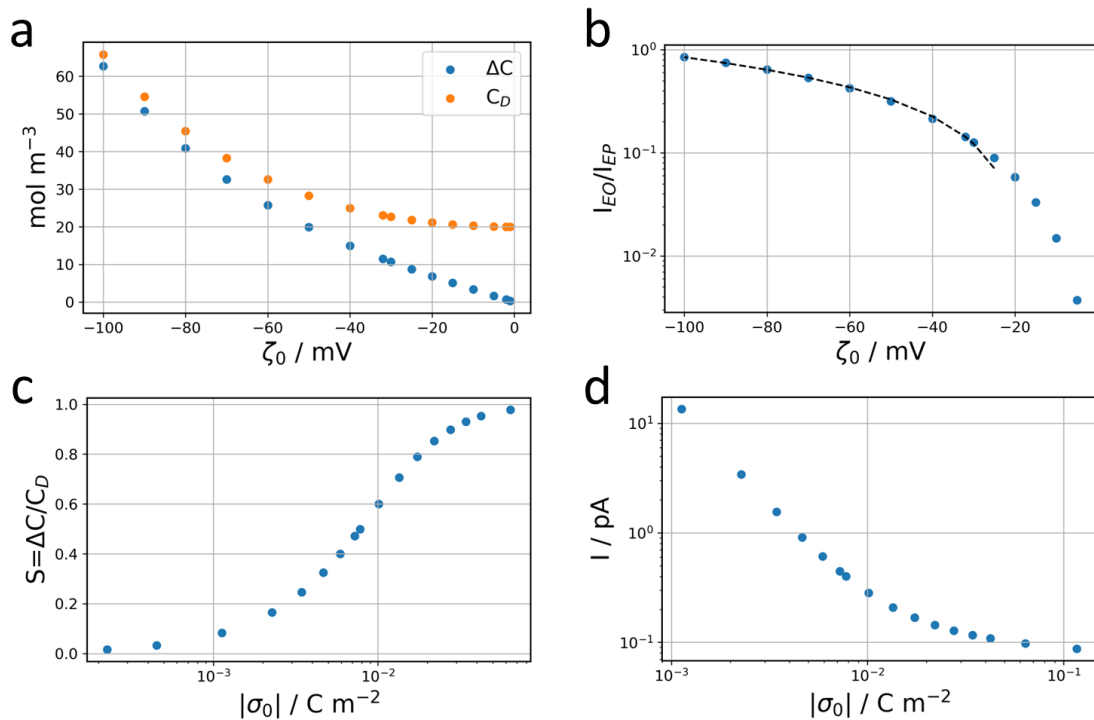 a
mol m⁻³
60
50
40
30
20
10
0
ΔC
C_D
−100
−80
−60
−40
−20
0
ζ₀ / mV
b
I_EO/I_EP
10⁰
10⁻¹
10⁻²
−100
−80
−60
−40
−20
ζ₀ / mV
c
S=ΔC/C_D
1.0
0.8
0.6
0.4
0.2
0.0
10⁻³
10⁻²
|σ₀| / C m⁻²
d
I / pA
10¹
10⁰
10⁻¹
10⁻³
10⁻²
10⁻¹
|σ₀| / C m⁻²